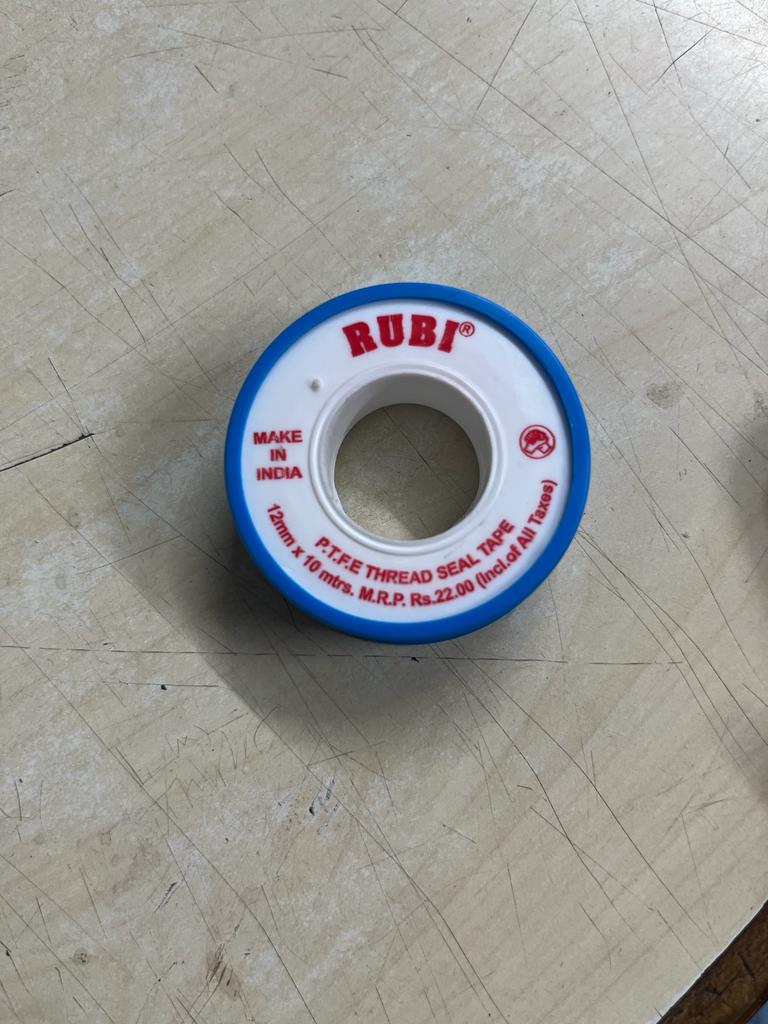 RUBI®
MAKE
IN
INDIA
P.T.F.E THREAD SEAL TAPE
12mm x 10 mtrs. M.R.P. Rs.22.00 (Incl.of All Taxes)